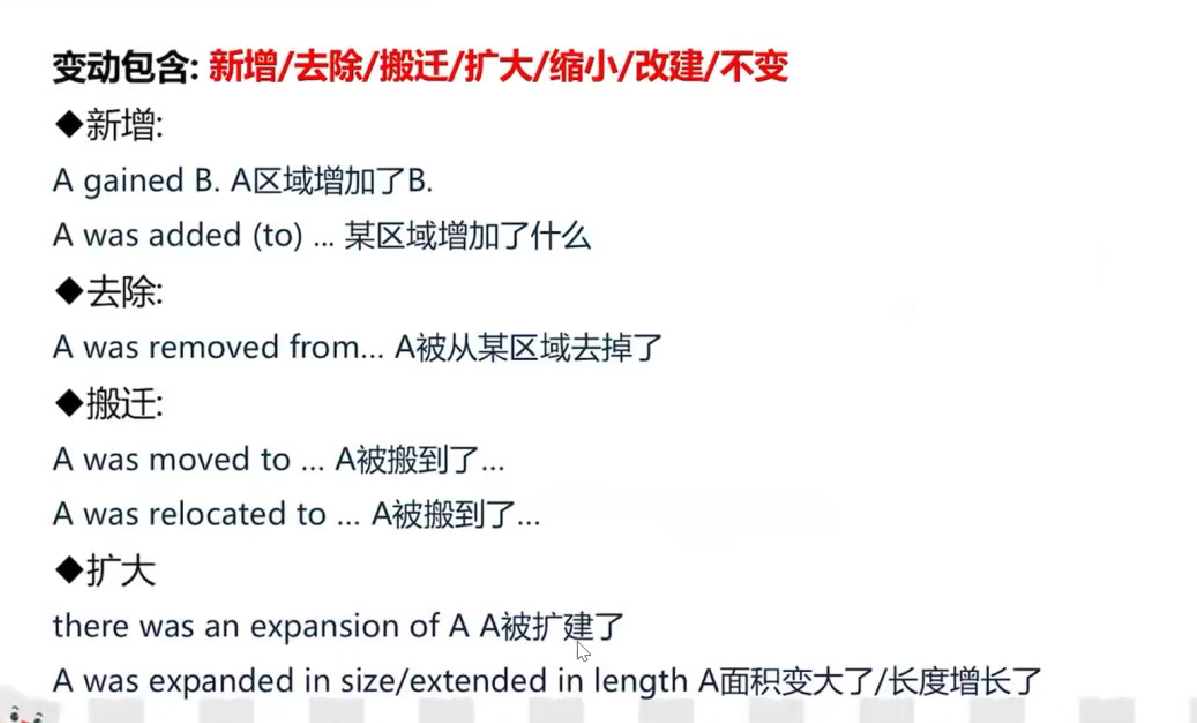 变动包含: 新增/去除/搬迁/扩大/缩小/改建/不变
◆新增:
A gained B. A区域增加了B.
A was added (to) ... 某区域增加了什么
◆去除:
A was removed from... A被从某区域去掉了
◆搬迁:
A was moved to ... A被搬到了...
A was relocated to ... A被搬到了...
◆扩大
there was an expansion of A A被扩建了
A was expanded in size/extended in length A面积变大了/长度增长了